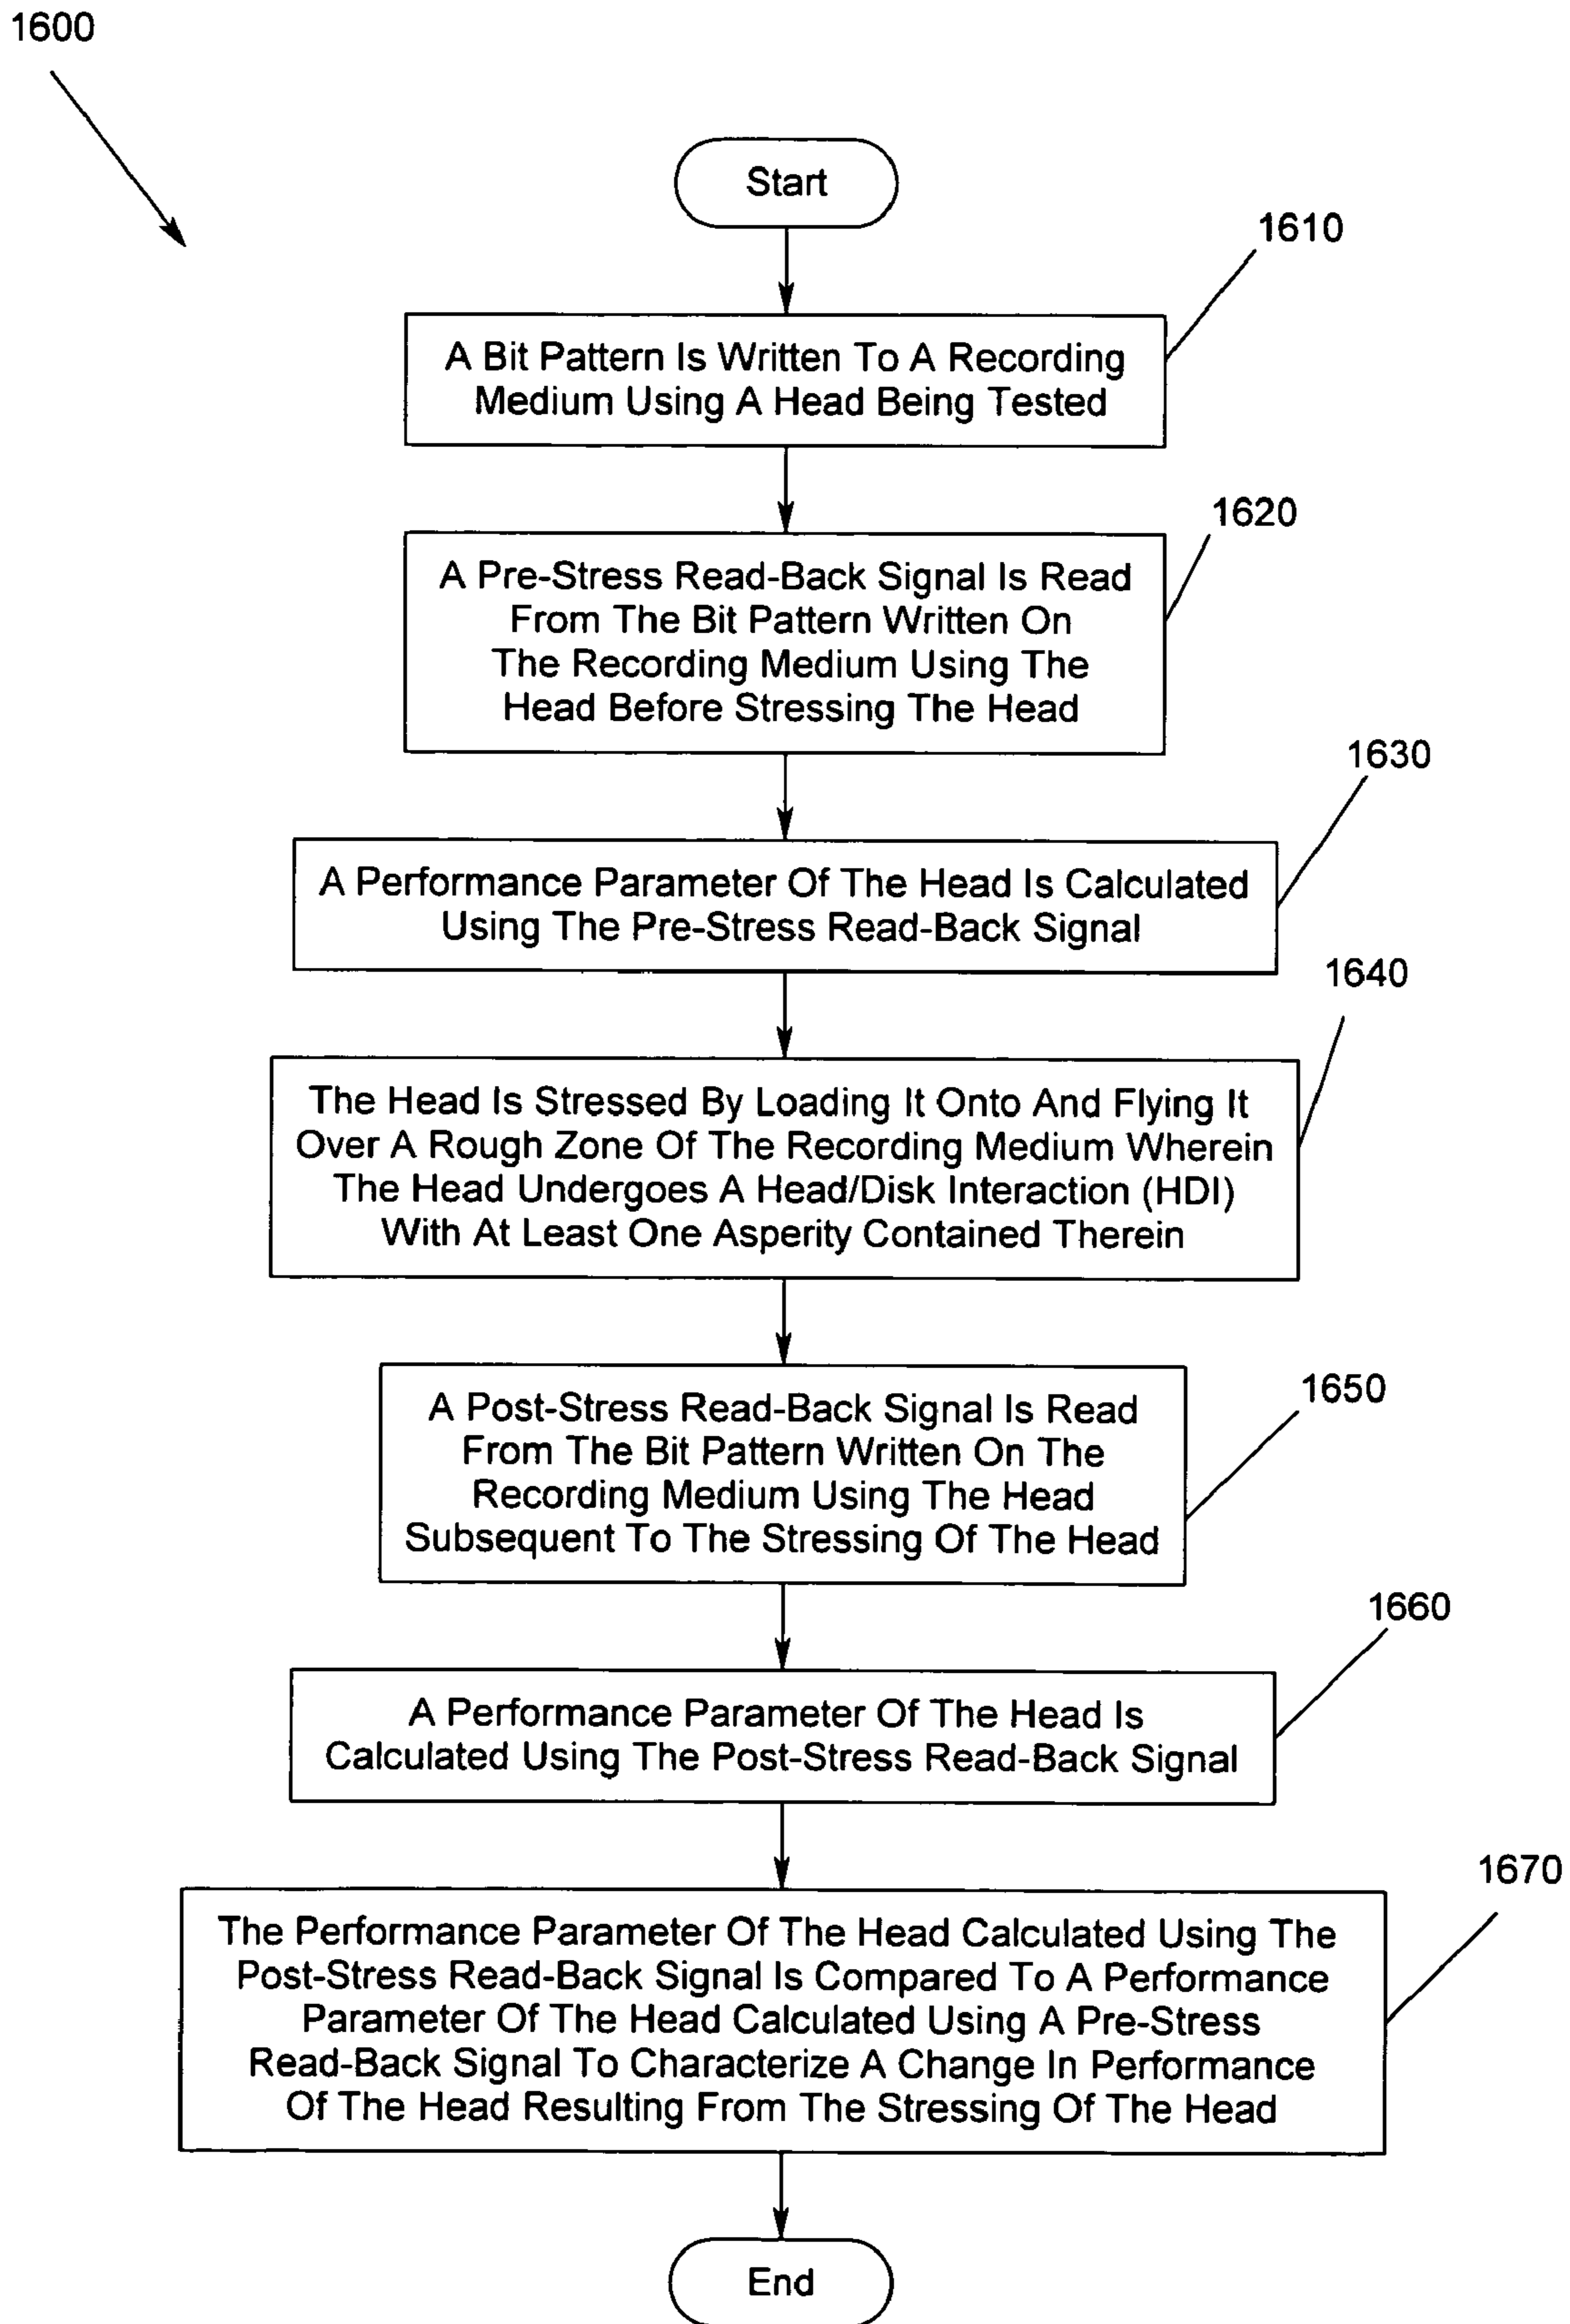 1600
Start
1610
A Bit Pattern Is Written To A Recording
Medium Using A Head Being Tested
1620
A Pre-Stress Read-Back Signal Is Read
From The Bit Pattern Written On
The Recording Medium Using The
Head Before Stressing The Head
1630
A Performance Parameter Of The Head Is Calculated
Using The Pre-Stress Read-Back Signal
1640
The Head Is Stressed By Loading It Onto And Flying It
Over A Rough Zone Of The Recording Medium Wherein
The Head Undergoes A Head/Disk Interaction (HDI)
With At Least One Asperity Contained Therein
1650
A Post-Stress Read-Back Signal Is Read
From The Bit Pattern Written On The
Recording Medium Using The Head
Subsequent To The Stressing Of The Head
1660
A Performance Parameter Of The Head Is
Calculated Using The Post-Stress Read-Back Signal
1670
The Performance Parameter Of The Head Calculated Using The
Post-Stress Read-Back Signal Is Compared To A Performance
Parameter Of The Head Calculated Using A Pre-Stress
Read-Back Signal To Characterize A Change In Performance
Of The Head Resulting From The Stressing Of The Head
End